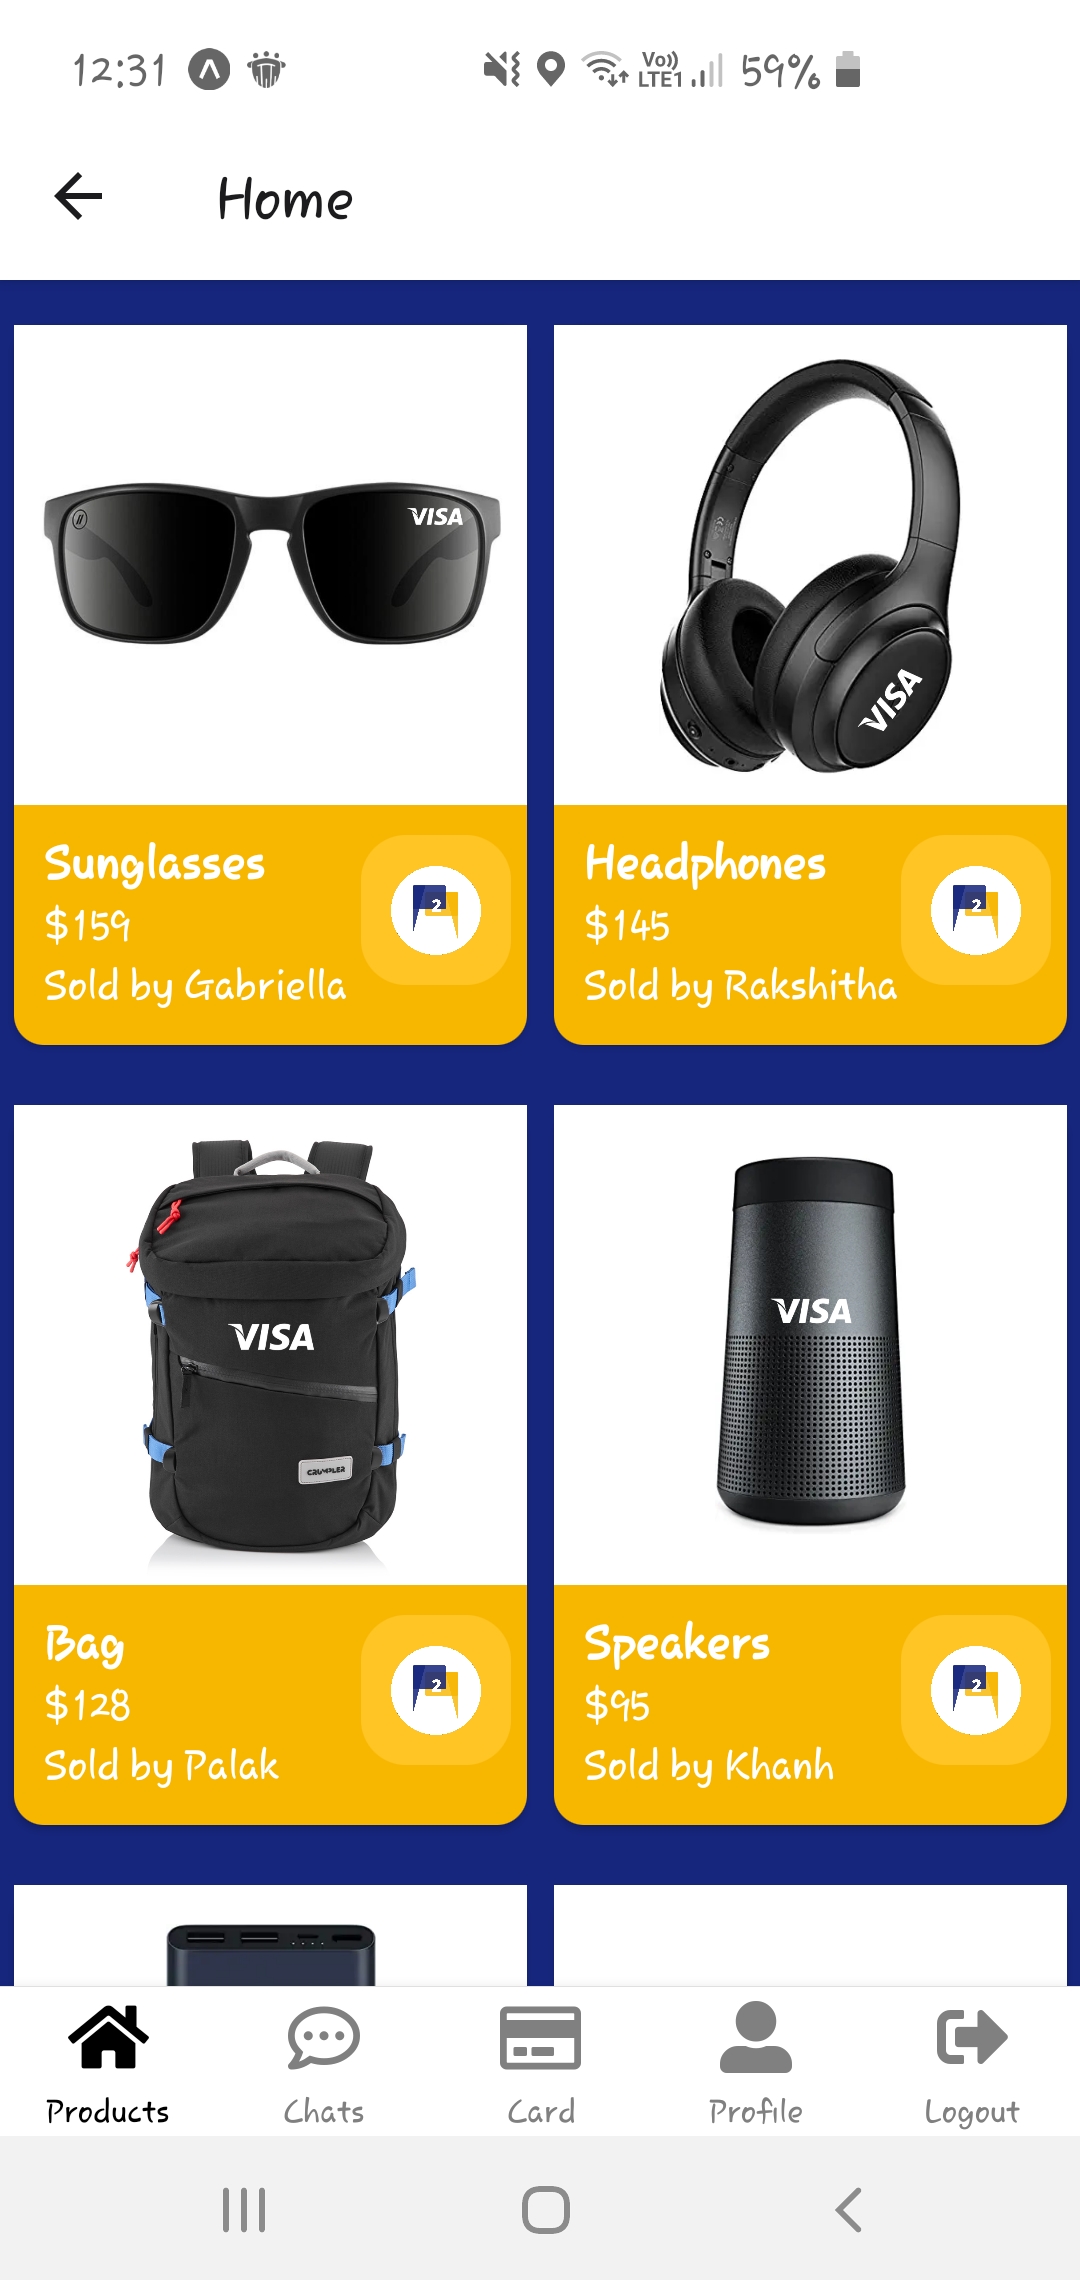 12:31
Vo))
LTE1
59%
Home
VISA
VISA
Sunglasses
$159
Sold by Gabriella
2
Headphones
$145
Sold by Rakshitha
2
VISA
CRUMPLER
VISA
Bag
$128
Sold by Palak
2
Speakers
$95
Sold by Khanh
2
Products
Chats
Card
Profile
Logout